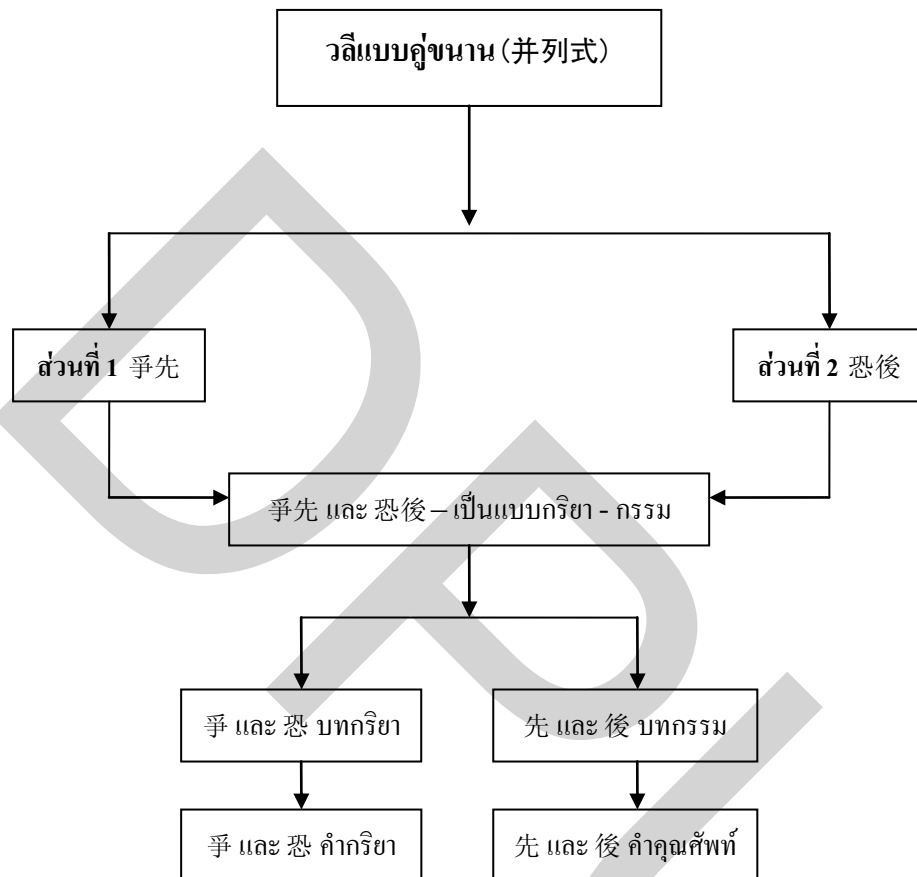 วลีแบบคู่ขนาน (并列式)
ส่วนที่ 1 爭先
ส่วนที่ 2 恐後
爭先 และ 恐後 – เป็นแบบกริยา - กรรม
爭 และ 恐 บทกริยา
先 และ 後 บทกรรม
爭 และ 恐 คำกริยา
先 และ 後 คำคุณศัพท์